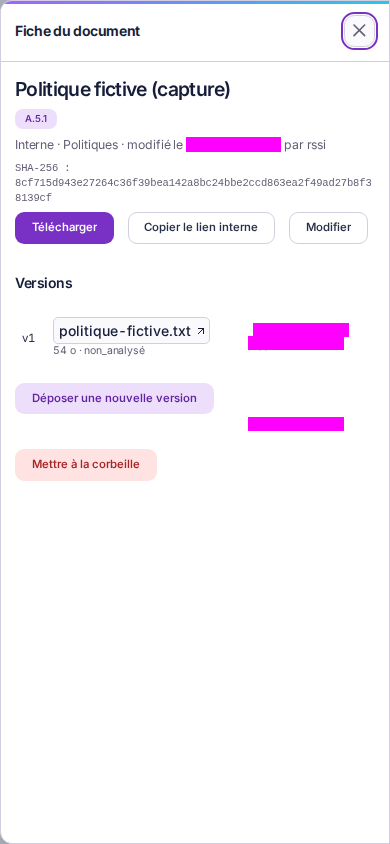 Fiche du document
Politique fictive (capture)
A.5.1
Interne · Politiques · modifié le par rssi
SHA-256 :
8cf715d943e27264c36f39bea142a8bc24bbe2ccd863ea2f49ad27b8f3
8139cf
Télécharger
Copier le lien interne
Modifier
Versions
v1
politique-fictive.txt
54 o · non_analysé
Déposer une nouvelle version
Mettre à la corbeille